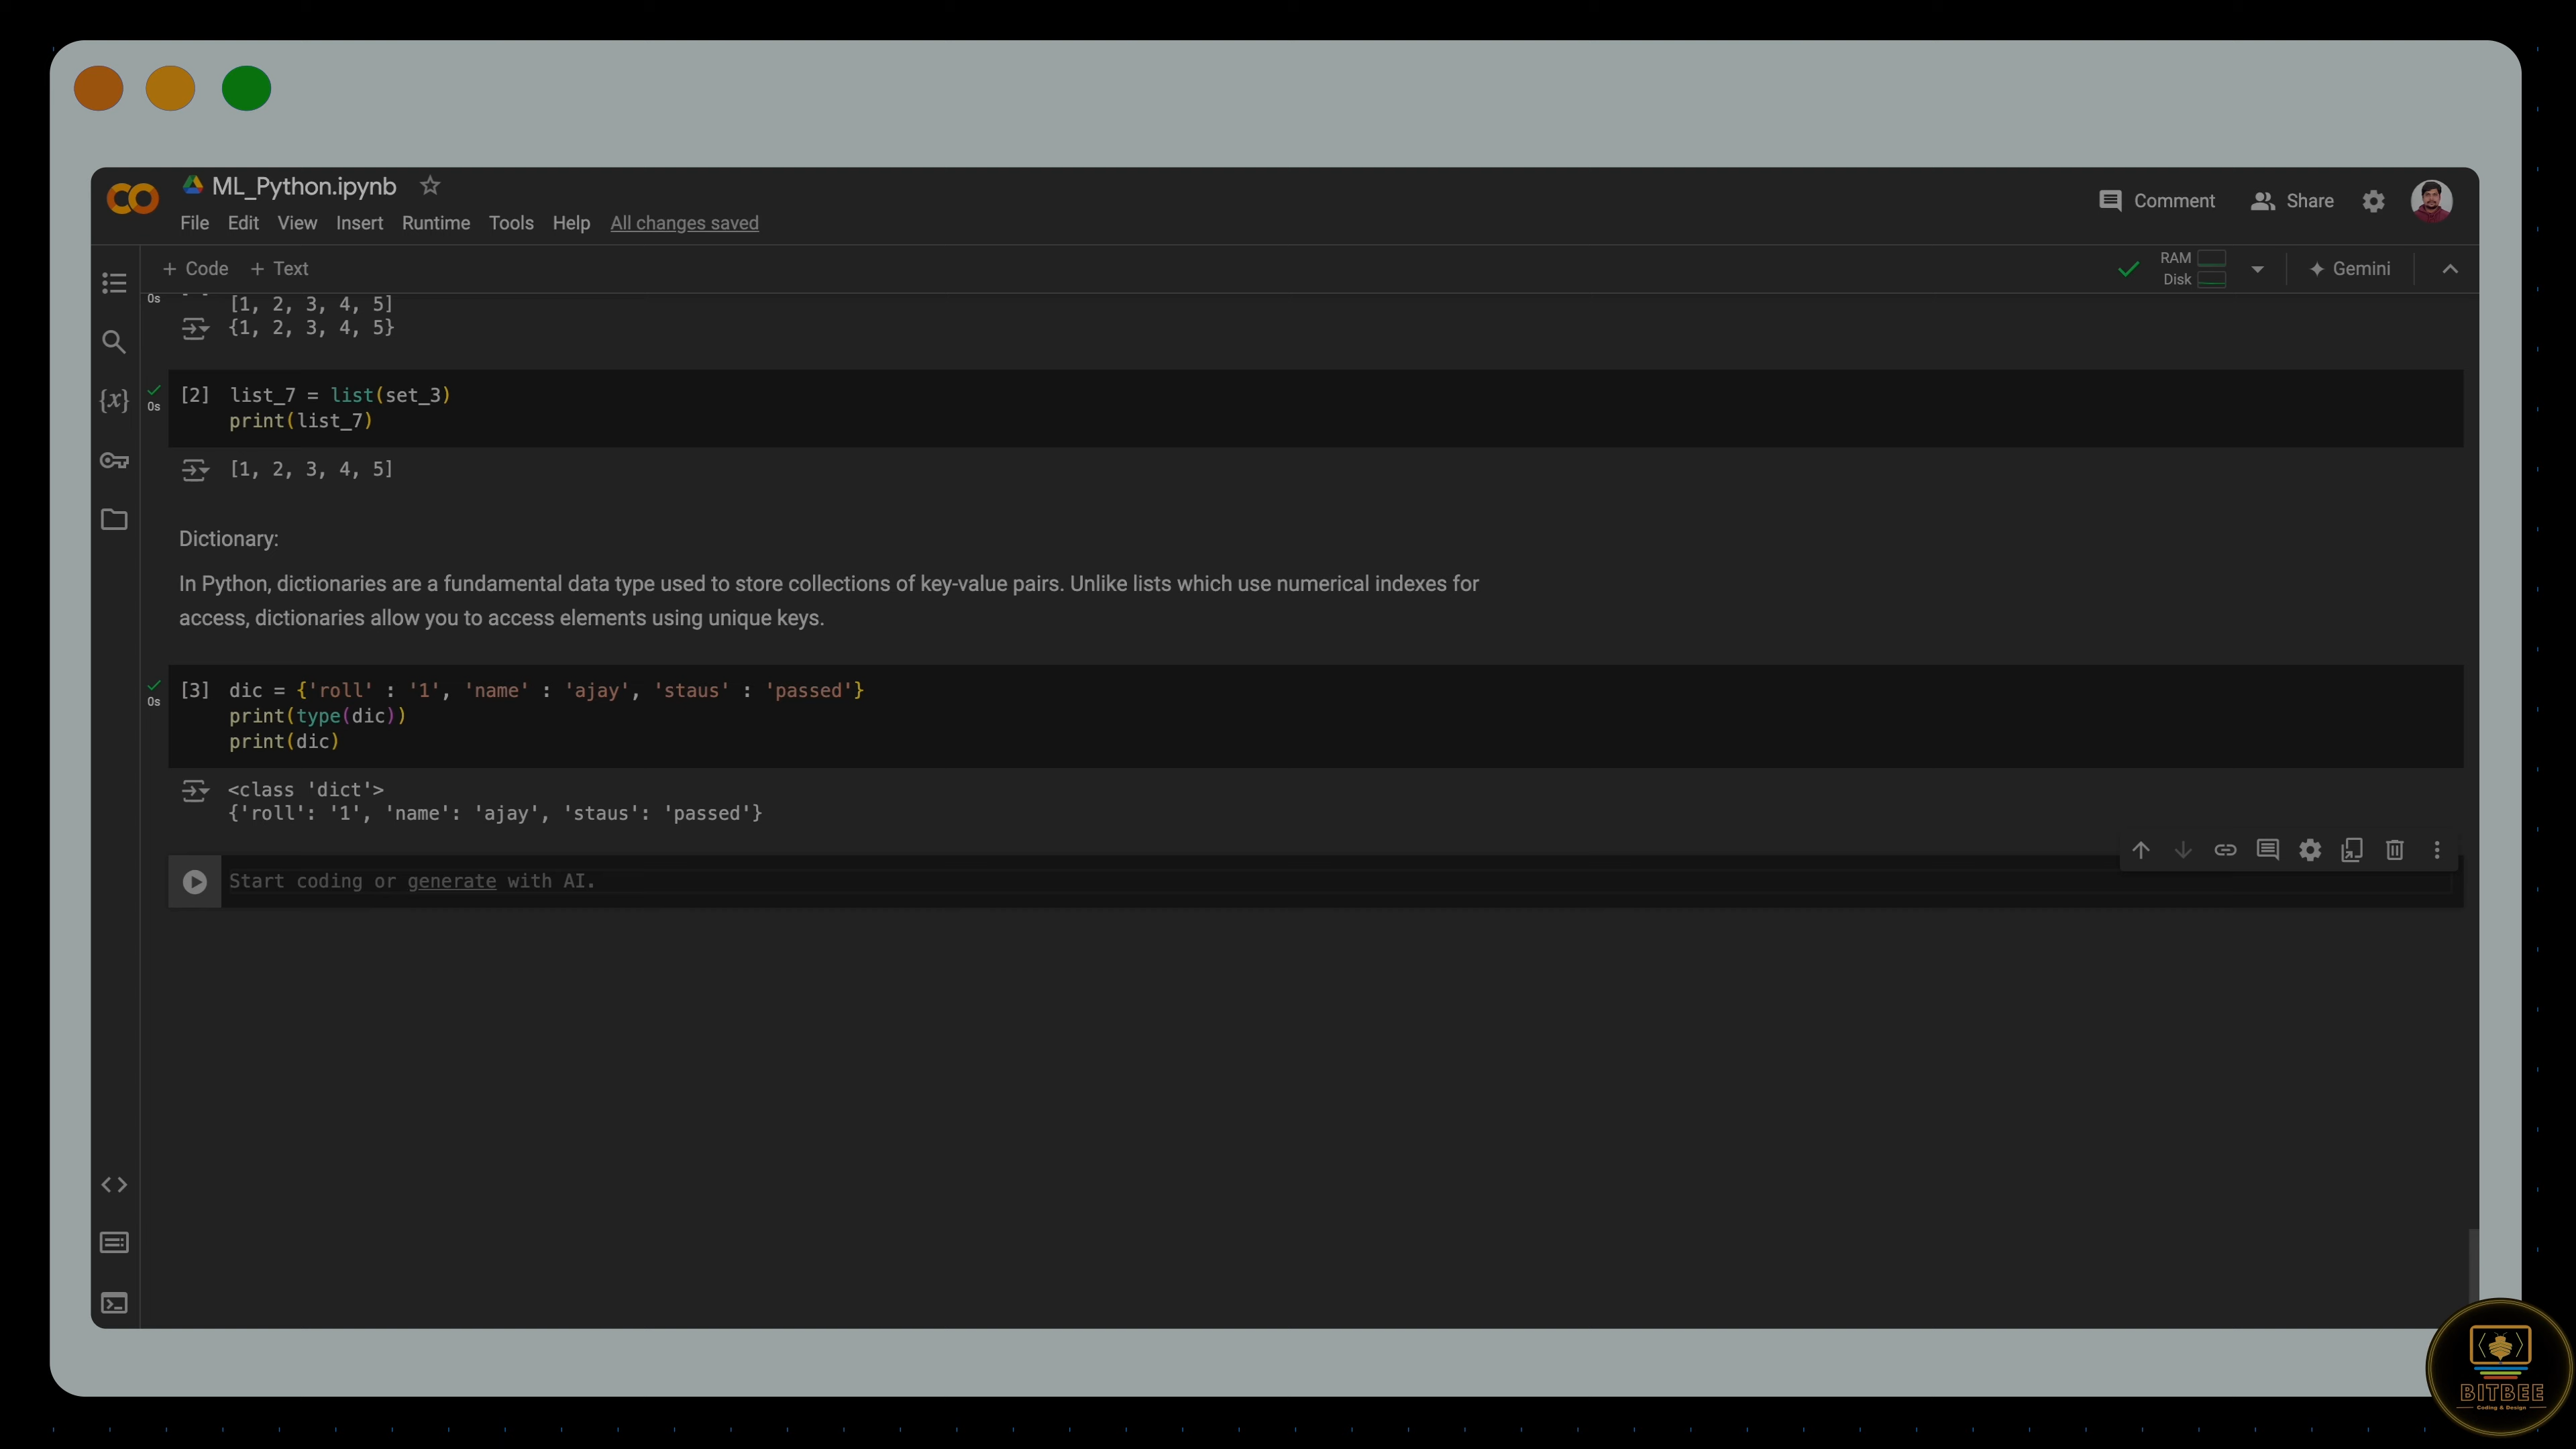 ML_Python.ipynb
File Edit View Insert Runtime Tools Help All changes saved
Comment Share
+ Code + Text
RAM
Disk
Gemini
0s
[1, 2, 3, 4, 5]
{1, 2, 3, 4, 5}
[2] list_7 = list(set_3)
0s
print(list_7)
[1, 2, 3, 4, 5]
Dictionary:
In Python, dictionaries are a fundamental data type used to store collections of key-value pairs. Unlike lists which use numerical indexes for
access, dictionaries allow you to access elements using unique keys.
[3] dic = {'roll' : '1', 'name' : 'ajay', 'staus' : 'passed'}
0s
print(type(dic))
print(dic)
<class 'dict'>
{'roll': '1', 'name': 'ajay', 'staus': 'passed'}
Start coding or generate with AI.
BITBEE
Coding & Design